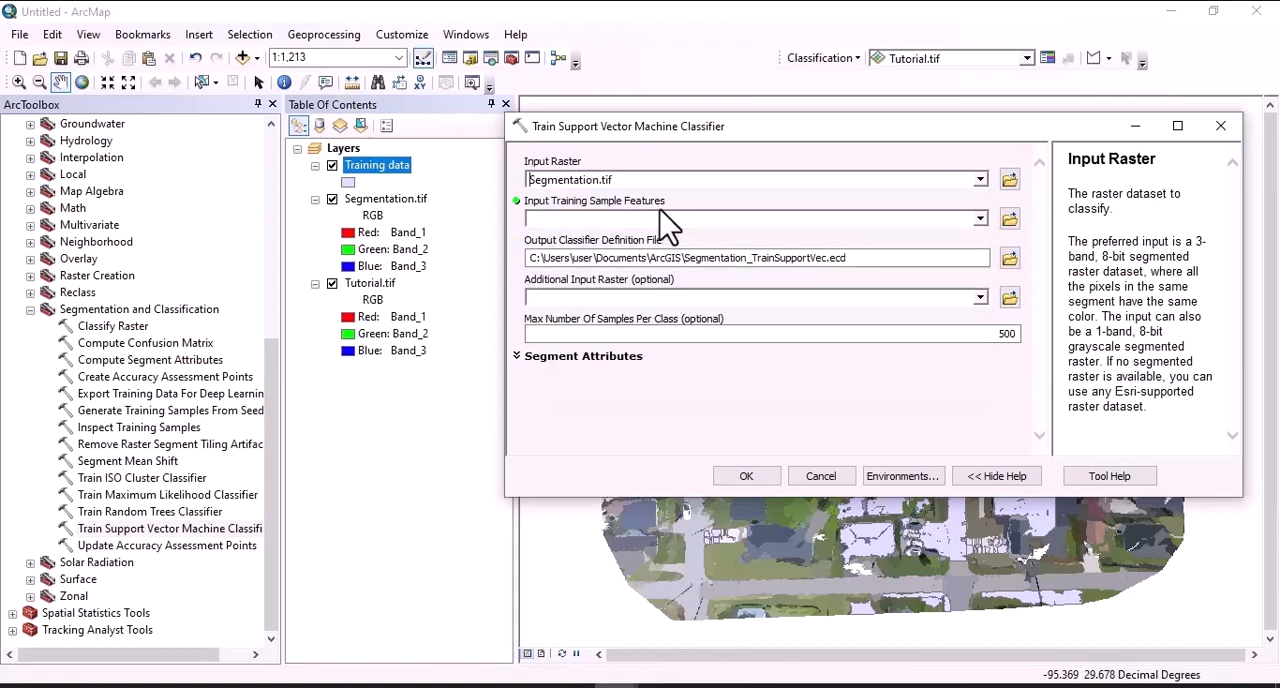 Untitled - ArcMap
File Edit View Bookmarks Insert Selection Geoprocessing Customize Windows Help
1:1,213
Classification
Tutorial.tif
ArcToolbox
Groundwater
Hydrology
Interpolation
Local
Map Algebra
Math
Multivariate
Neighborhood
Overlay
Raster Creation
Reclass
Segmentation and Classification
Classify Raster
Compute Confusion Matrix
Compute Segment Attributes
Create Accuracy Assessment Points
Export Training Data For Deep Learnin
Generate Training Samples From Seed
Inspect Training Samples
Remove Raster Segment Tiling Artifac
Segment Mean Shift
Train ISO Cluster Classifier
Train Maximum Likelihood Classifier
Train Random Trees Classifier
Train Support Vector Machine Classifi
Update Accuracy Assessment Points
Solar Radiation
Surface
Zonal
Spatial Statistics Tools
Tracking Analyst Tools
Table Of Contents
Layers
Training data
Segmentation.tif
RGB
Red: Band_1
Green: Band_2
Blue: Band_3
Tutorial.tif
RGB
Red: Band_1
Green: Band_2
Blue: Band_3
Train Support Vector Machine Classifier
Input Raster
Segmentation.tif
Input Training Sample Features
Output Classifier Definition File
C:\Users\user\Documents\ArcGIS\Segmentation_TrainSupportVec.ecd
Additional Input Raster (optional)
Max Number Of Samples Per Class (optional)
500
Segment Attributes
OK
Cancel
Environments...
<< Hide Help
Tool Help
Input Raster
The raster dataset to
classify.
The preferred input is a 3-
band, 8-bit segmented
raster dataset, where all
the pixels in the same
segment have the same
color. The input can also
be a 1-band, 8-bit
grayscale segmented
raster. If no segmented
raster is available, you can
use any Esri-supported
raster dataset.
-95.369 29.678 Decimal Degrees